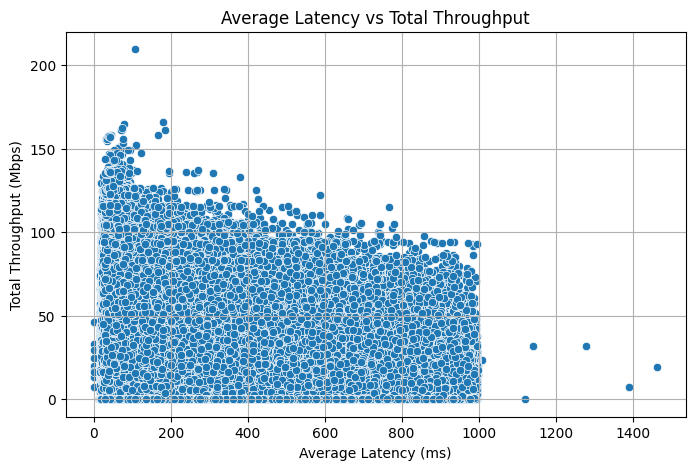 Average Latency vs Total Throughput
Total Throughput (Mbps)
200
150
100
50
0
0 200 400 600 800 1000 1200 1400
Average Latency (ms)